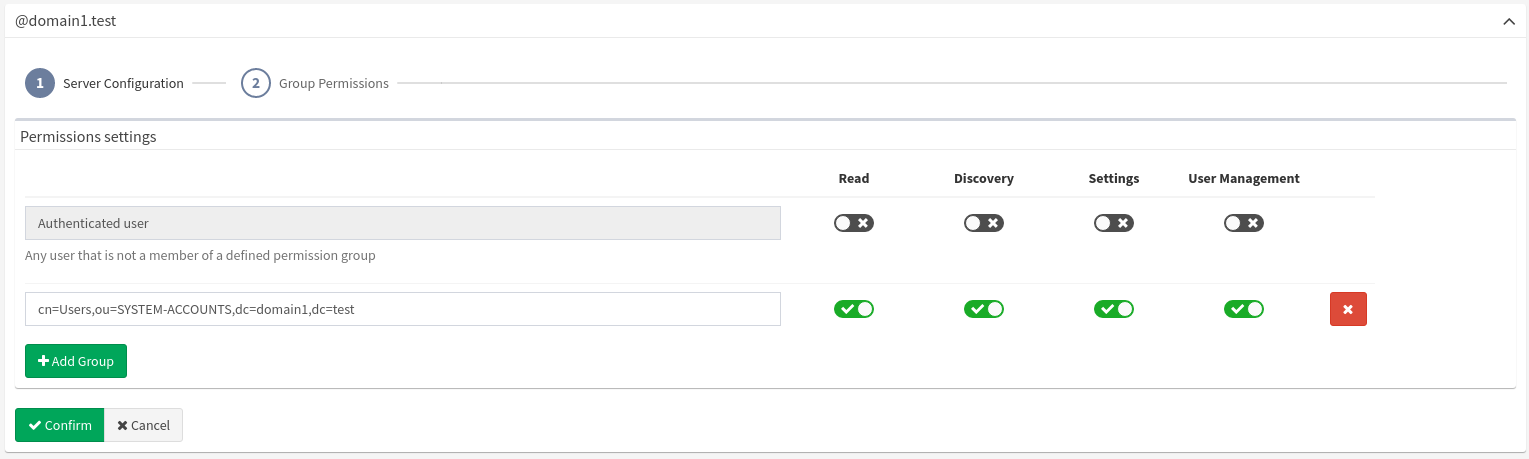 @domain1.test
1 Server Configuration 2 Group Permissions
Permissions settings
Read Discovery Settings User Management
Authenticated user
Any user that is not a member of a defined permission group
cn=Users,ou=SYSTEM-ACCOUNTS,dc=domain1,dc=test
Add Group
Confirm Cancel